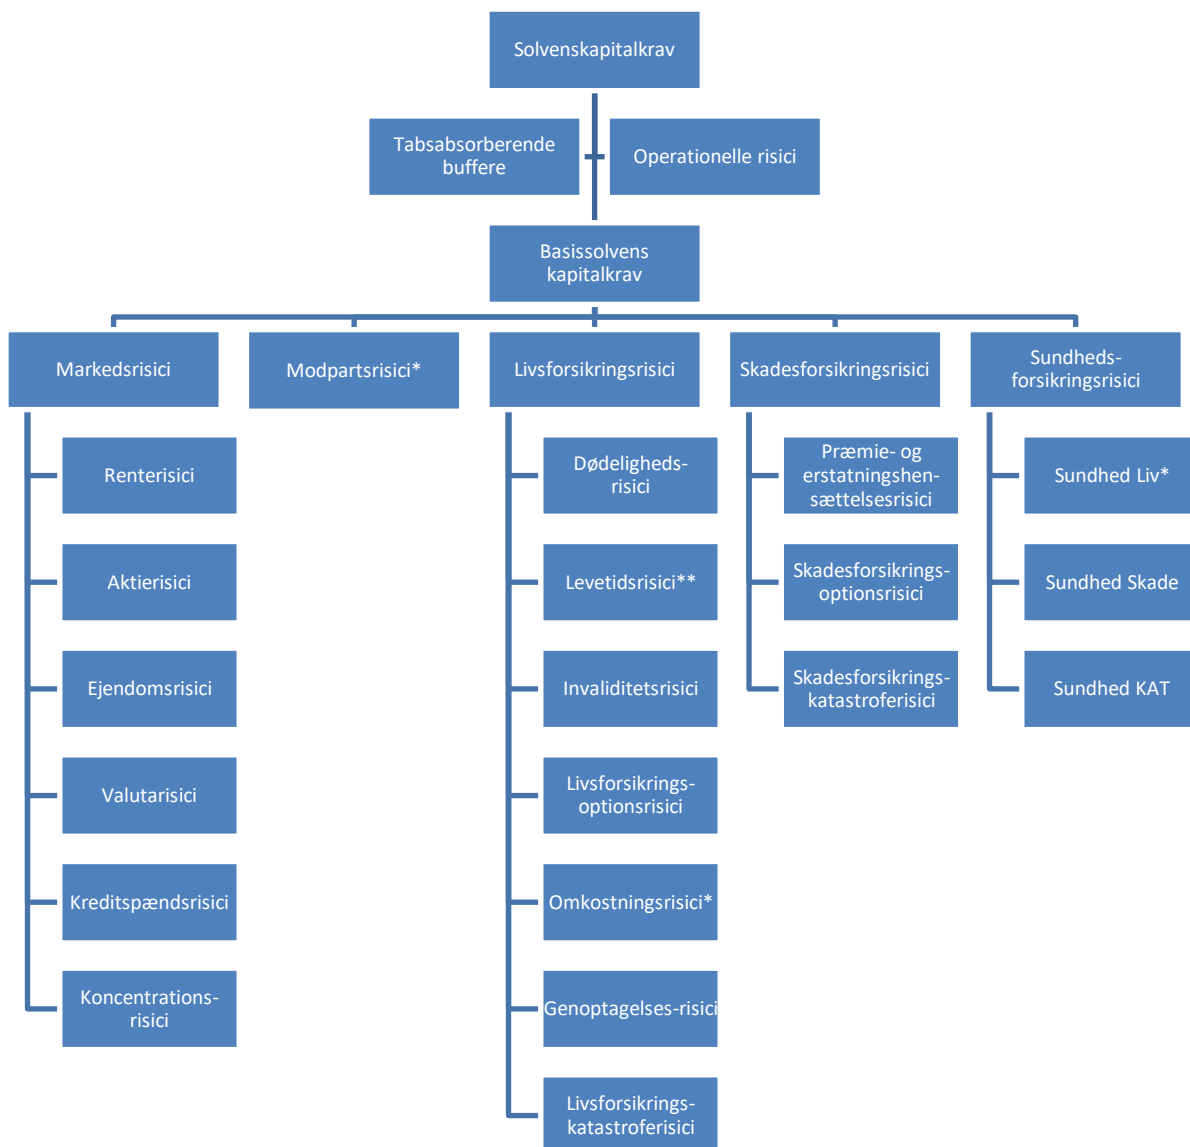 Solvenskapitalkrav
Tabsabsorberende
buffere
Operationelle risici
Basissolvens
kapitalkrav
Markedsrisici
Modpartsrisici*
Livsforsikringsrisici
Skadesforsikringsrisici
Sundheds-
forsikringsrisici
Renterisici
Aktierisici
Ejendomsrisici
Valutarisici
Kreditspændsrisici
Koncentrations-
risici
Dødeligheds-
risici
Levetidsrisici**
Invaliditetsrisici
Livsforsikrings-
optionsrisici
Omkostningsrisici*
Genoptagelses-risici
Livsforsikrings-
katastroferisici
Præmie- og
erstatningshen-
sættelsesrisici
Skadesforsikrings-
optionsrisici
Skadesforsikrings-
katastroferisici
Sundhed Liv*
Sundhed Skade
Sundhed KAT